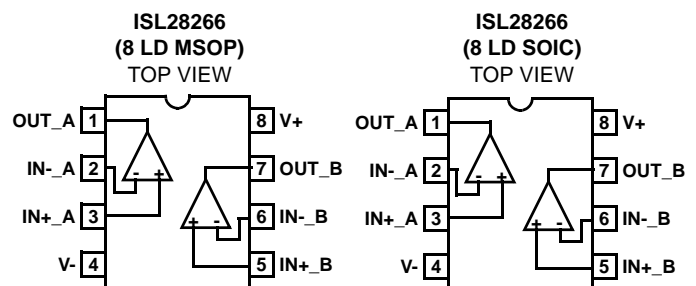 ISL28266
(8 LD MSOP)
TOP VIEW
OUT_A 1
8 V+
IN-_A 2
7 OUT_B
- +
IN+_A 3
+ -
6 IN-_B
V- 4
5 IN+_B
ISL28266
(8 LD SOIC)
TOP VIEW
OUT_A 1
8 V+
IN-_A 2
7 OUT_B
- +
IN+_A 3
+ -
6 IN-_B
V- 4
5 IN+_B